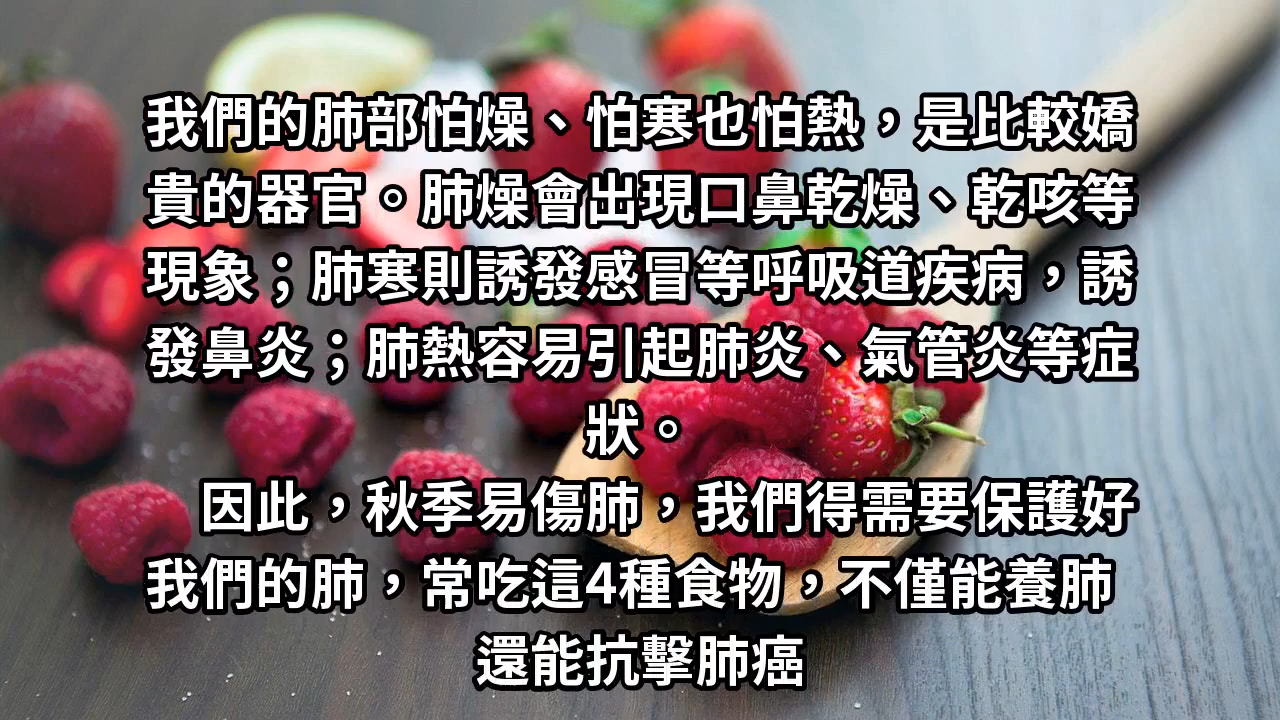 我們的肺部怕燥、怕寒也怕熱，是比較嬌
貴的器官。肺燥會出現口鼻乾燥、乾咳等
現象；肺寒則誘發感冒等呼吸道疾病，誘
發鼻炎；肺熱容易引起肺炎、氣管炎等症
狀。
因此，秋季易傷肺，我們得需要保護好
我們的肺，常吃這4種食物，不僅能養肺
還能抗擊肺癌